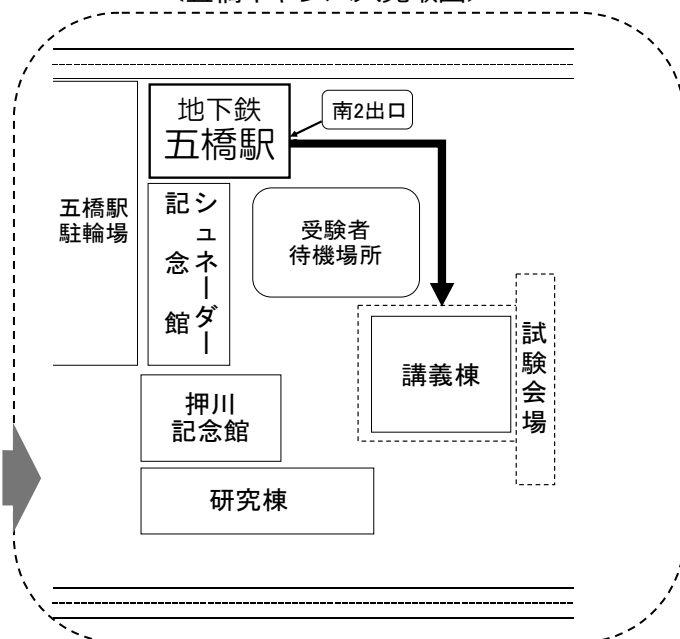 地下鉄
五橋駅
南2出口
五橋駅
駐輪場
シュネーダー
記念館
受験者
待機場所
講義棟
試験会場
押川
記念館
研究棟